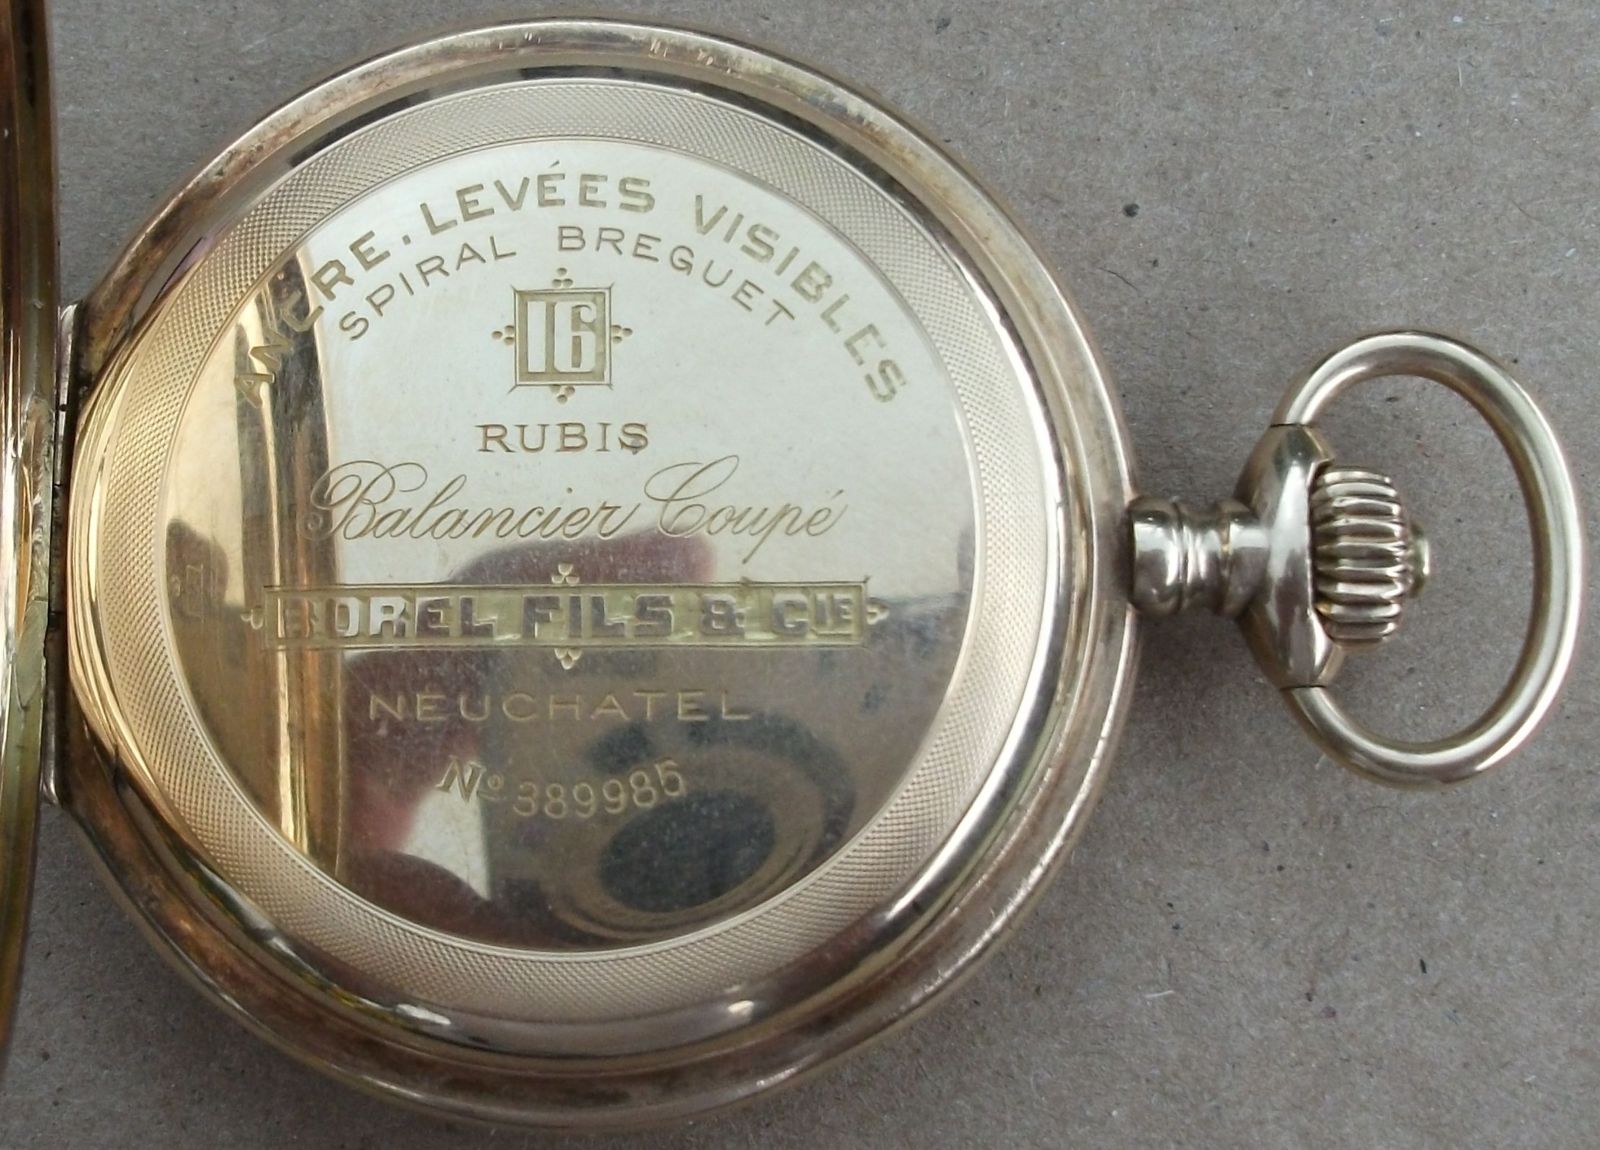 ANCRE. LEVÉES VISIBLES
SPIRAL BREGUET
16
RUBIS
Balancier Coupé
BOREL FILS & CIE
NEUCHATEL
No 389985